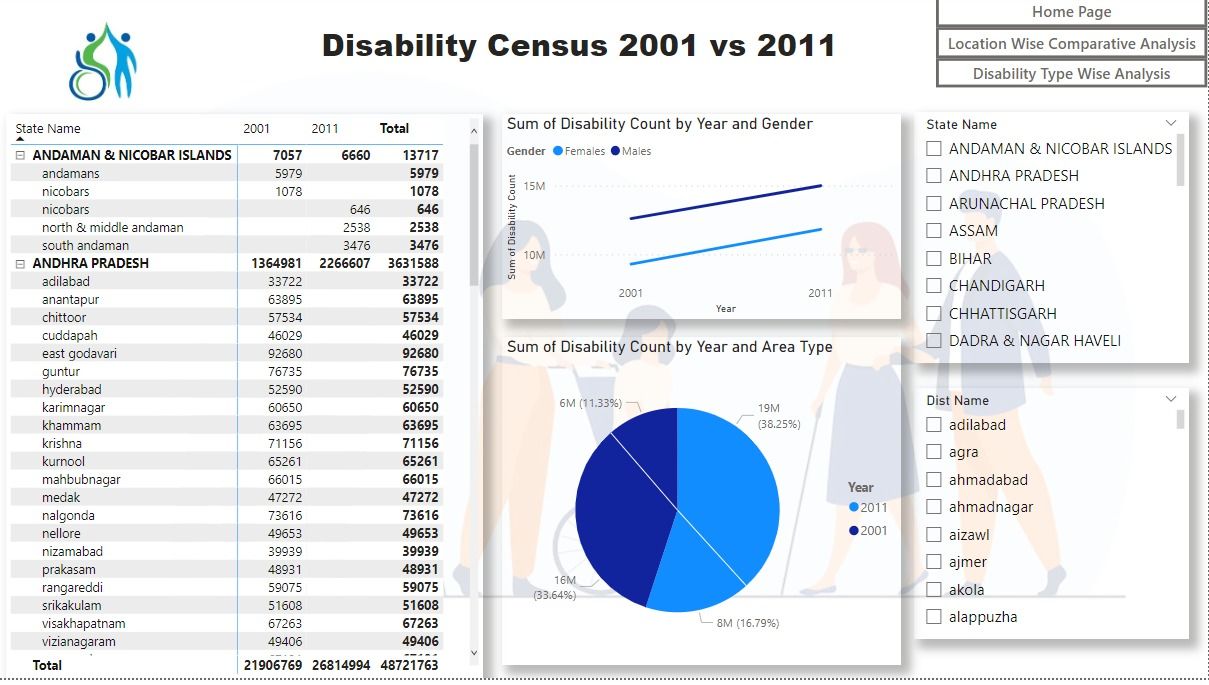 Disability Census 2001 vs 2011
Home Page
Location Wise Comparative Analysis
Disability Type Wise Analysis
State Name 2001 2011 Total
ANDAMAN & NICOBAR ISLANDS 7057 6660 13717
andamans 5979 5979
nicobars 1078 1078
nicobars 646 646
north & middle andaman 2538 2538
south andaman 3476 3476
ANDHRA PRADESH 1364981 2266607 3631588
adilabad 33722 33722
anantapur 63895 63895
chittoor 57534 57534
cuddapah 46029 46029
east godavari 92680 92680
guntur 76735 76735
hyderabad 52590 52590
karimnagar 60650 60650
khammam 63695 63695
krishna 71156 71156
kurnool 65261 65261
mahbubnagar 66015 66015
medak 47272 47272
nalgonda 73616 73616
nellore 49653 49653
nizamabad 39939 39939
prakasam 48931 48931
rangareddi 59075 59075
srikakulam 51608 51608
visakhapatnam 67263 67263
vizianagaram 49406 49406
Total 21906769 26814994 48721763
Sum of Disability Count by Year and Gender
Gender Females Males
Sum of Disability Count
15M
10M
2001 2011
Year
Sum of Disability Count by Year and Area Type
6M (11.33%)
19M
(38.25%)
16M
(33.64%)
8M (16.79%)
Year
2011
2001
State Name
ANDAMAN & NICOBAR ISLANDS
ANDHRA PRADESH
ARUNACHAL PRADESH
ASSAM
BIHAR
CHANDIGARH
CHHATTISGARH
DADRA & NAGAR HAVELI
Dist Name
adilabad
agra
ahmadabad
ahmadnagar
aizawl
ajmer
akola
alappuzha